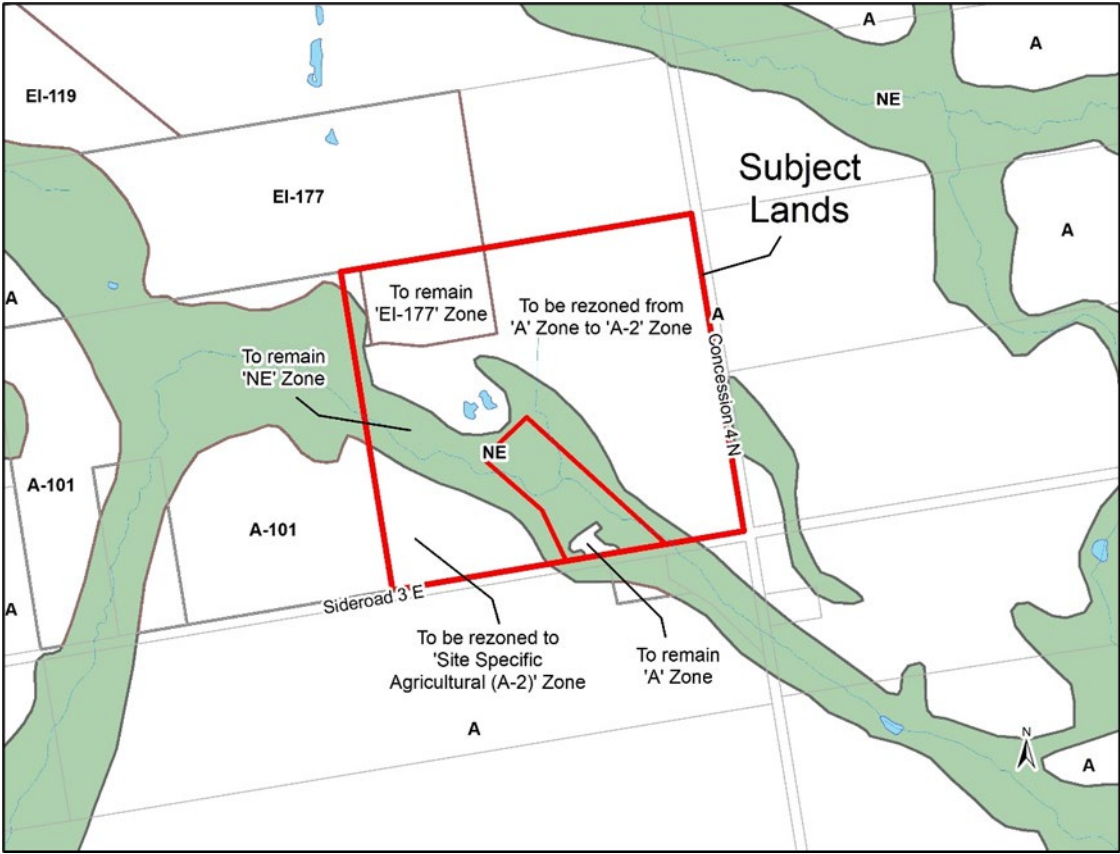 A
A
EI-119
NE
Subject
Lands
EI-177
A
To remain
'EI-177' Zone
To be rezoned from
'A' Zone to 'A-2' Zone
A
A
Concession 4 N
To remain
'NE' Zone
NE
A-101
A-101
Sideroad 3 E
A
To be rezoned to
'Site Specific
Agricultural (A-2)' Zone
To remain
'A' Zone
A
N
A